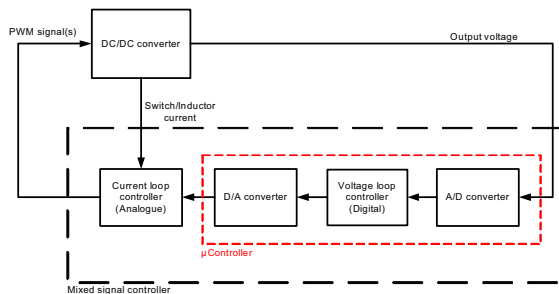 PWM signal(s)
DC/DC converter
Output voltage
Switch/Inductor
current
Current loop
controller
(Analogue)
D/A converter
Voltage loop
controller
(Digital)
A/D converter
µController
Mixed signal controller